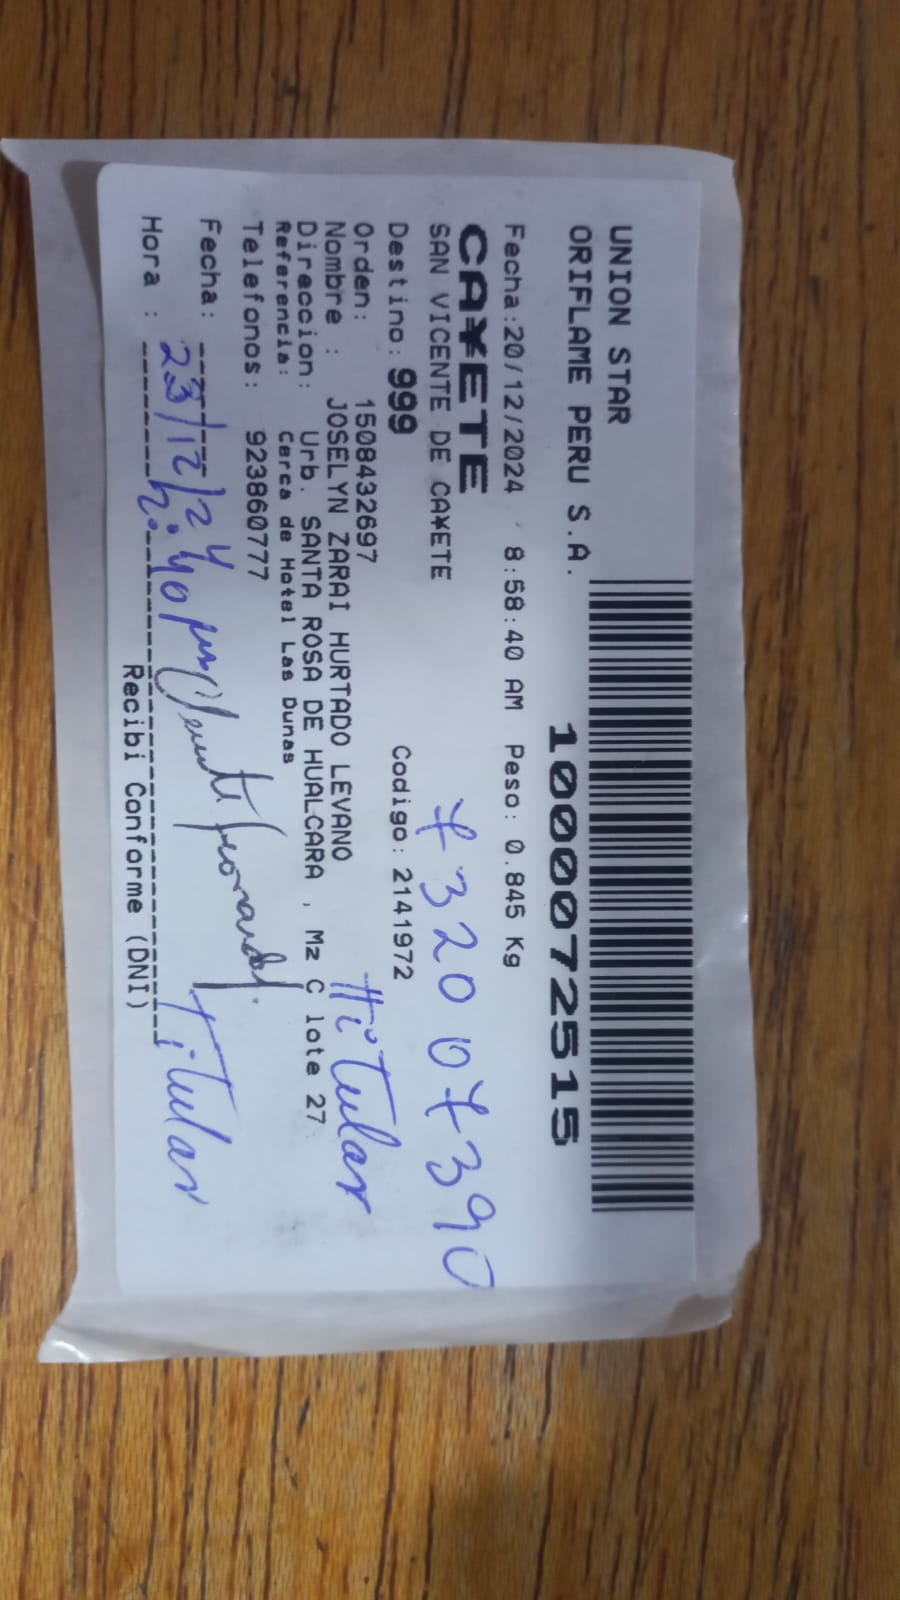 UNION STAR
ORIFLAME PERU S.A.
1000072515
Fecha:20/12/2024 8:58:40 AM Peso: 0.845 Kg
CA¥ETE
SAN VICENTE DE CA¥ETE
Destino: 999 Codigo: 2141972
Orden: 1508432697
Nombre : JOSELYN ZARAI HURTADO LEVANO
Titular
Direccion: Urb. SANTA ROSA DE HUALCARA , Mz C lote 27
Referencia: Cerca de Hotel Las Dunas
Telefonos: 923860777
Fecha: 23/12/24
Hora : 2:40 pm
Titular
Recibi Conforme (DNI)